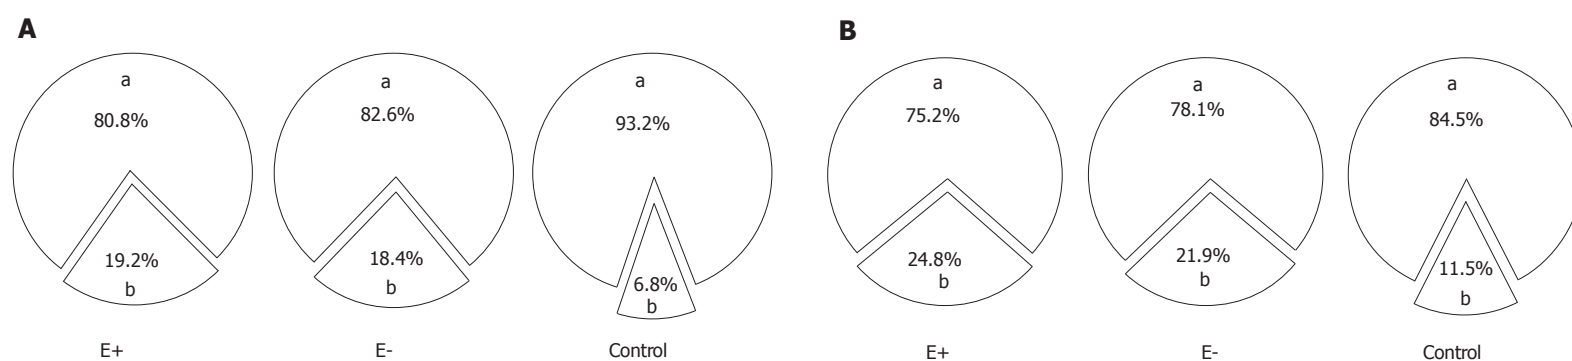 A
B
a
80.8%
19.2%
b
E+
a
82.6%
18.4%
b
E-
a
93.2%
6.8%
b
Control
a
75.2%
24.8%
b
E+
a
78.1%
21.9%
b
E-
a
84.5%
11.5%
b
Control